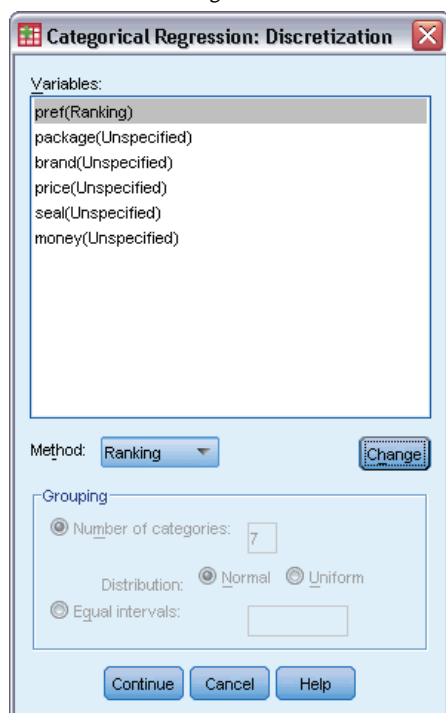 Categorical Regression: Discretization
Variables:
pref(Ranking)
package(Unspecified)
brand(Unspecified)
price(Unspecified)
seal(Unspecified)
money(Unspecified)
Method: Ranking Change
Grouping
Number of categories: 7
Distribution: Normal Uniform
Equal intervals:
Continue Cancel Help